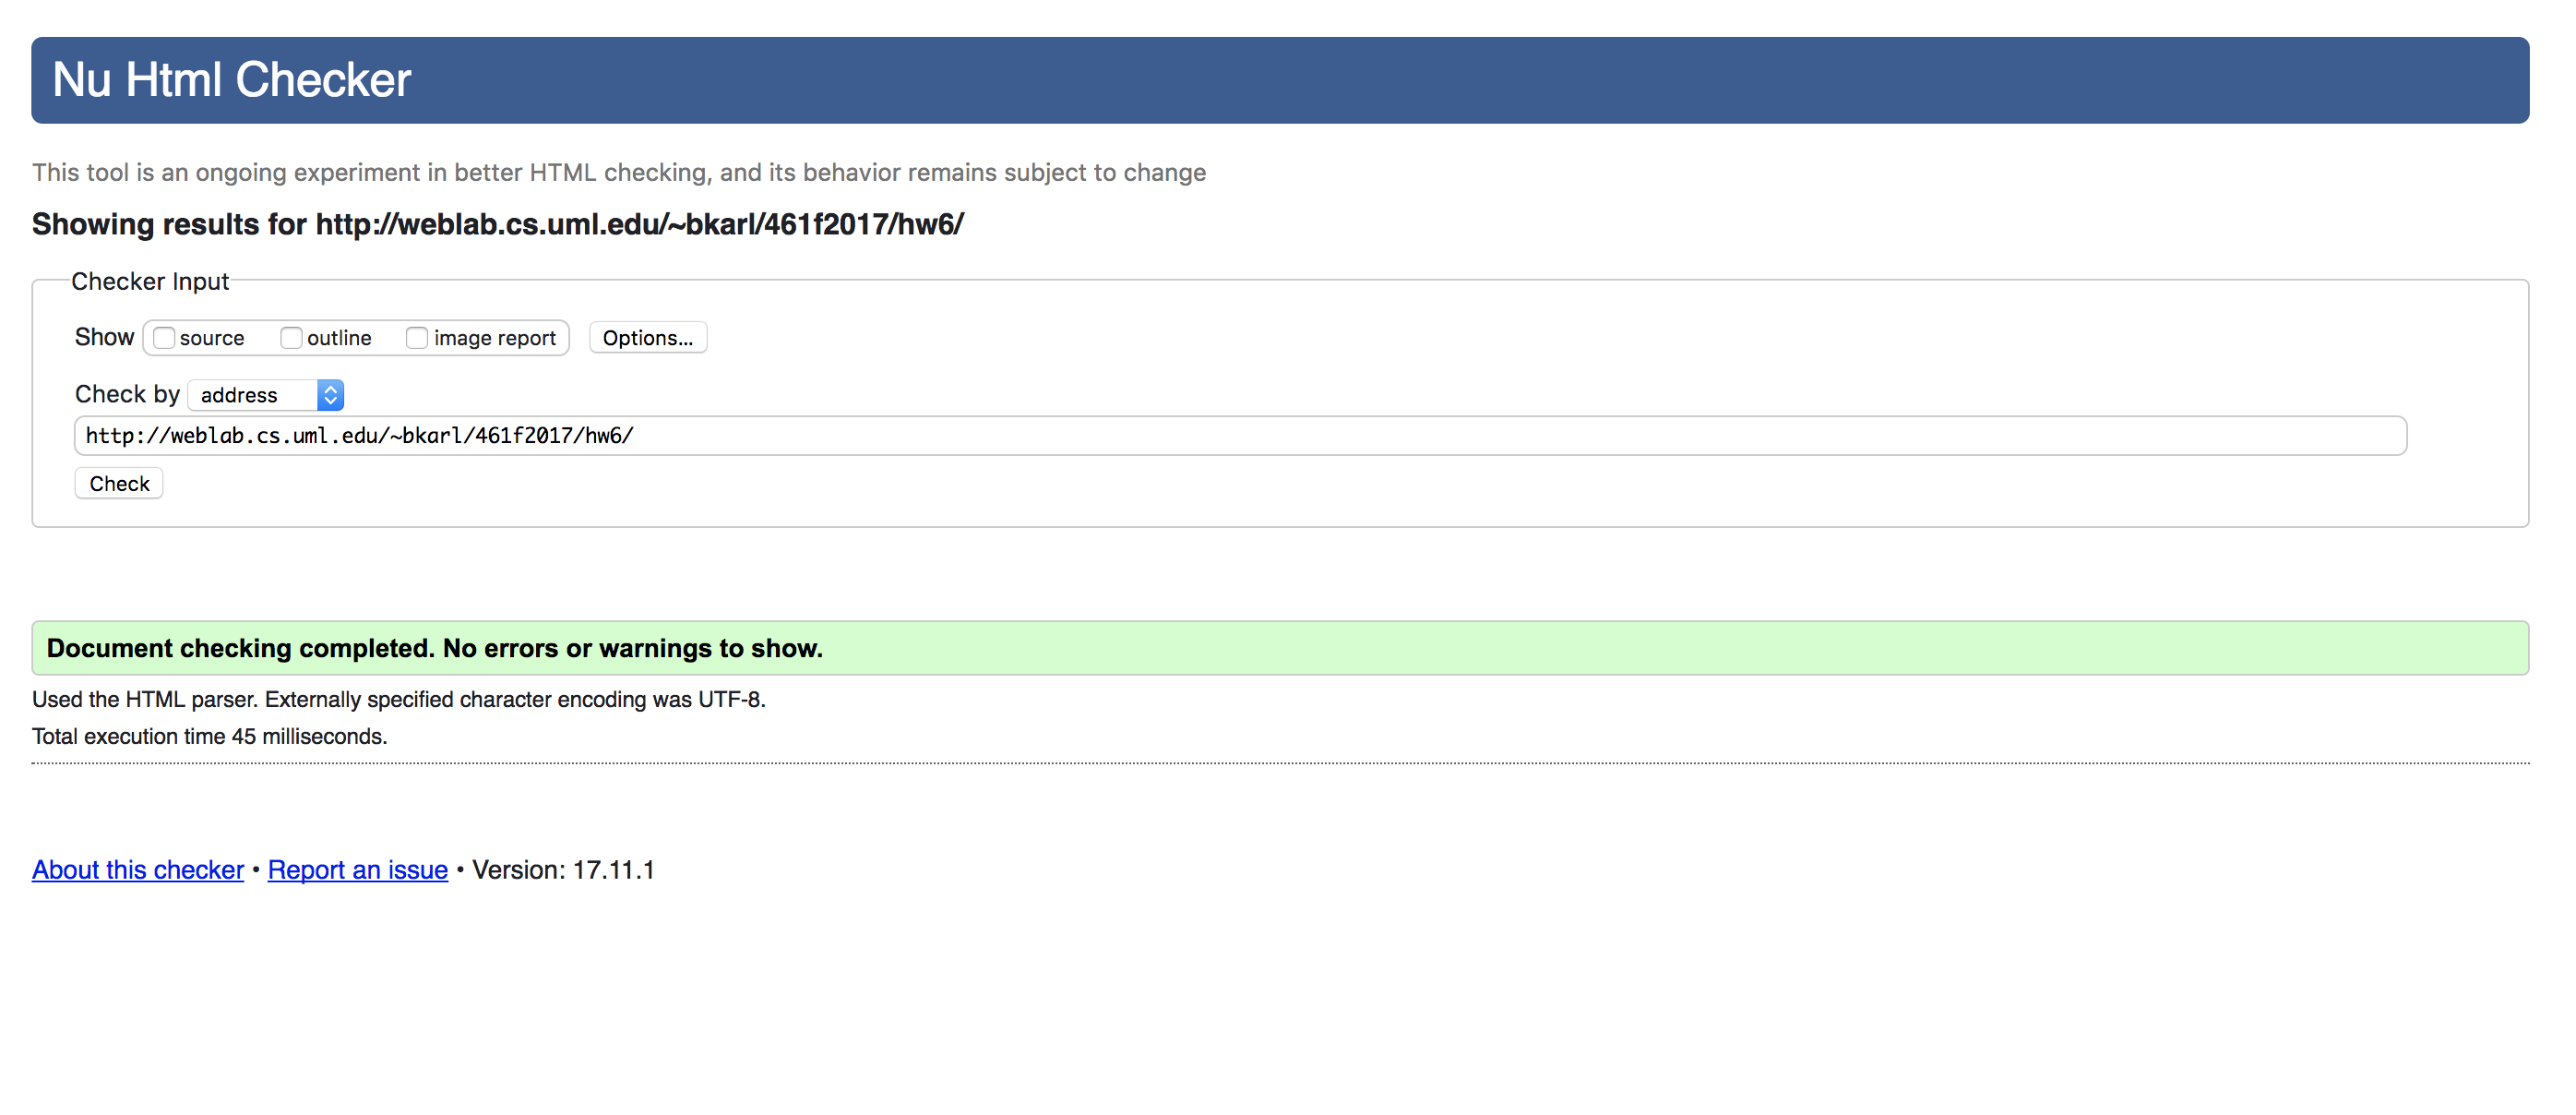 Nu Html Checker
This tool is an ongoing experiment in better HTML checking, and its behavior remains subject to change
Showing results for http://weblab.cs.uml.edu/~bkarl/461f2017/hw6/
Checker Input
Show source outline image report Options...
Check by address
http://weblab.cs.uml.edu/~bkarl/461f2017/hw6/
Check
Document checking completed. No errors or warnings to show.
Used the HTML parser. Externally specified character encoding was UTF-8.
Total execution time 45 milliseconds.
About this checker • Report an issue • Version: 17.11.1